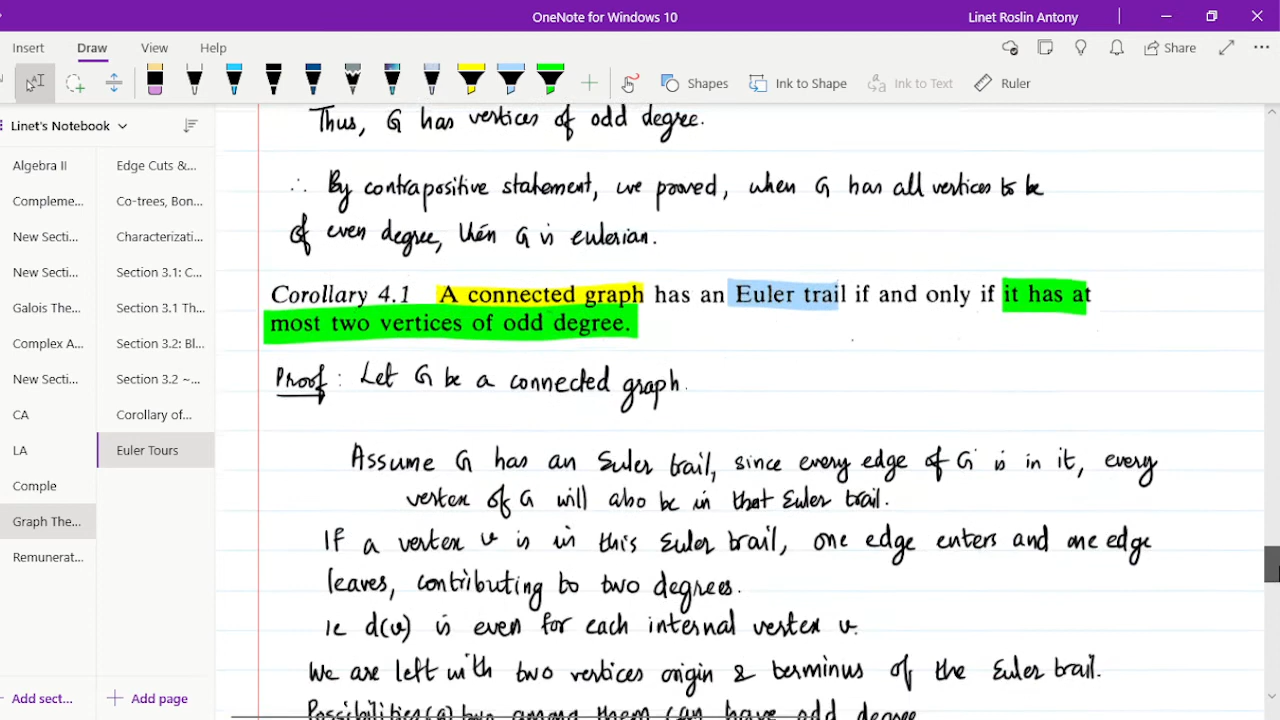 OneNote for Windows 10
Linet Roslin Antony
Insert Draw View Help
Share
Shapes Ink to Shape Ink to Text Ruler
Linet's Notebook
Algebra II
Compleme...
New Secti...
New Secti...
Galois The...
Complex A...
New Secti...
CA
LA
Comple
Graph The...
Remunerat...
Add sect...
Edge Cuts &...
Co-trees, Bon...
Characterizati...
Section 3.1: C...
Section 3.1 Th...
Section 3.2: Bl...
Section 3.2 ~...
Corollary of...
Euler Tours
Add page
Thus, G has vertices of odd degree.
∴ By contrapositive statement, we proved, when G has all vertices to be
of even degree, then G is eulerian.
Corollary 4.1 A connected graph has an Euler trail if and only if it has at
most two vertices of odd degree.
Proof : Let G be a connected graph.
Assume G has an Euler trail, since every edge of G is in it, every
vertex of G will also be in that Euler trail.
If a vertex v is in this Euler trail, one edge enters and one edge
leaves, contributing to two degrees.
ie d(v) is even for each internal vertex v.
We are left with two vertices origin & terminus of the Euler trail.
among them can have odd degree